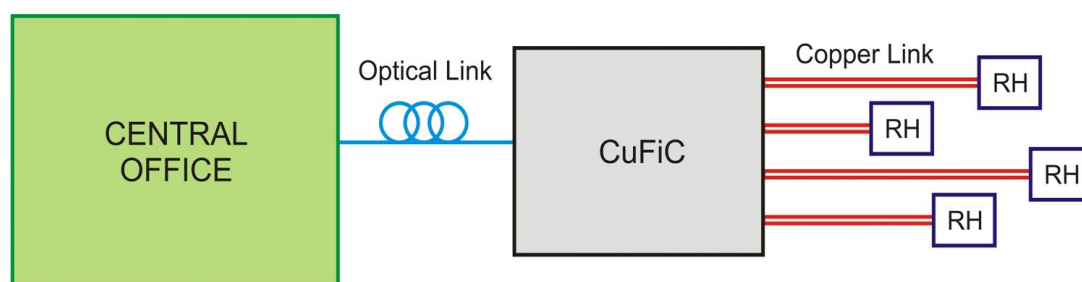 CENTRAL
OFFICE
Optical Link
CuFiC
Copper Link
RH
RH
RH
RH